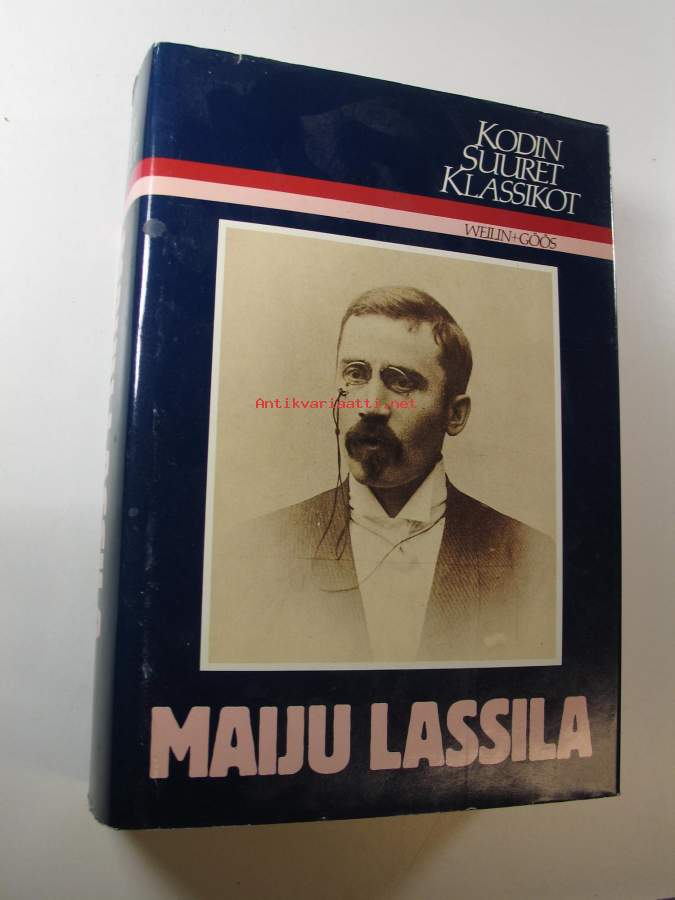 KODIN
SUURET
KLASSIKOT
WEILIN+GÖÖS
Antikvariaatti.net
MAIJU LASSILA